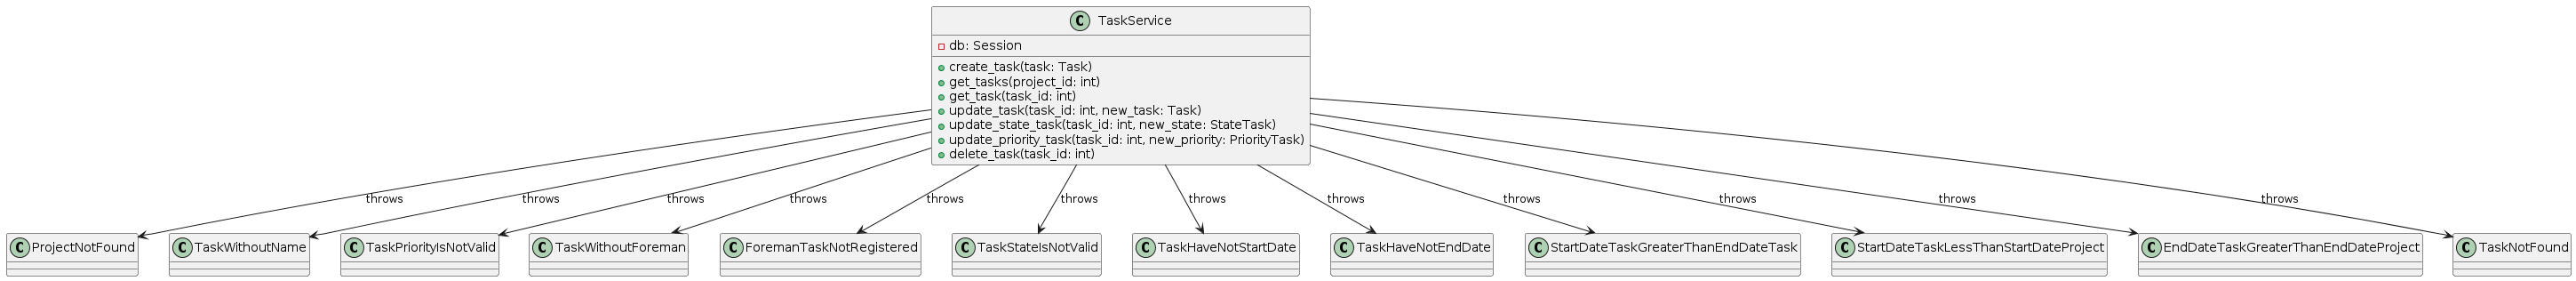 C TaskService
db: Session
create_task(task: Task)
get_tasks(project_id: int)
get_task(task_id: int)
update_task(task_id: int, new_task: Task)
update_state_task(task_id: int, new_state: StateTask)
update_priority_task(task_id: int, new_priority: PriorityTask)
delete_task(task_id: int)
throws throws throws throws throws throws throws throws throws throws throws throws
C ProjectNotFound
C TaskWithoutName
C TaskPriorityIsNotValid
C TaskWithoutForeman
C ForemanTaskNotRegistered
C TaskStateIsNotValid
C TaskHaveNotStartDate
C TaskHaveNotEndDate
C StartDateTaskGreaterThanEndDateTask
C StartDateTaskLessThanStartDateProject
C EndDateTaskGreaterThanEndDateProject
C TaskNotFound